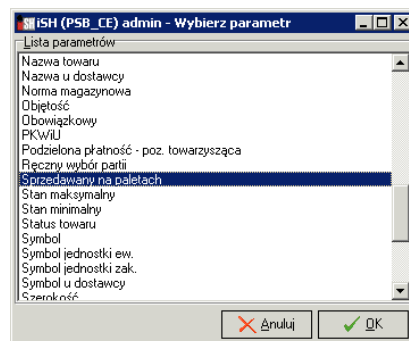 iSH (PSB_CE) admin - Wybierz parametr
Lista parametrów
Nazwa towaru
Nazwa u dostawcy
Norma magazynowa
Objętość
Obowiązkowy
PKWiU
Podzielona płatność - poz. towarzysząca
Ręczny wybór partii
Sprzedawany na paletach
Stan maksymalny
Stan minimalny
Status towaru
Symbol
Symbol jednostki ew.
Symbol jednostki zak.
Symbol u dostawcy
Szerokość
Anuluj
OK